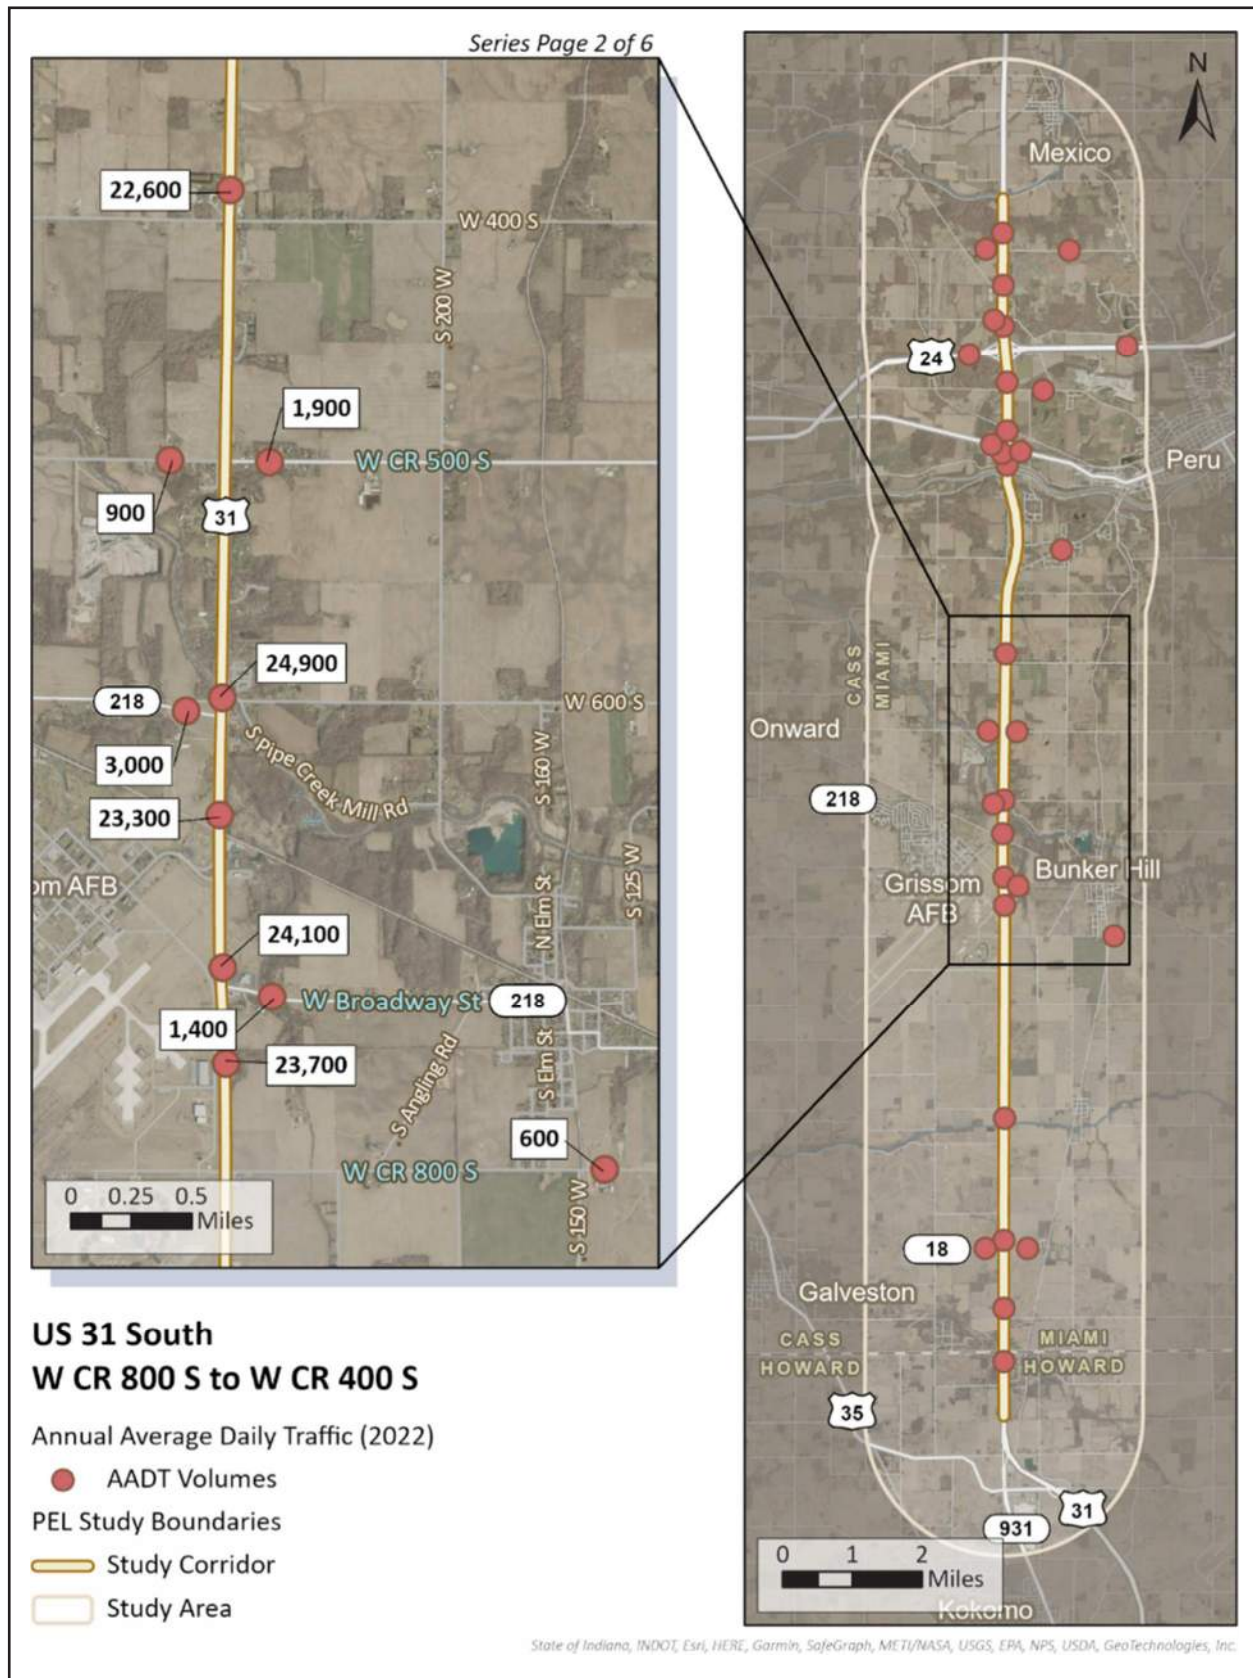 Series Page 2 of 6
22,600
W 400 S
S 200 W
1,900
W CR 500 S
900
31
24,900
218
W 600 S
3,000
S Pipe Creek Mill Rd
S 160 W
23,300
S 125 W
om AFB
N Elm St
24,100
W Broadway St
218
1,400
23,700
S Angling Rd
S Elm St
600
W CR 800 S
S 150 W
0 0.25 0.5
Miles
US 31 South
W CR 800 S to W CR 400 S
Annual Average Daily Traffic (2022)
AADT Volumes
PEL Study Boundaries
Study Corridor
Study Area
N
Mexico
24
Peru
CASS
MIAMI
Onward
218
Bunker Hill
Grissom
AFB
18
Galveston
CASS
HOWARD
MIAMI
HOWARD
35
31
931
0 1 2
Miles
Kokomo
State of Indiana, INDOT, Esri, HERE, Garmin, SafeGraph, METI/NASA, USGS, EPA, NPS, USDA, GeoTechnologies, Inc.